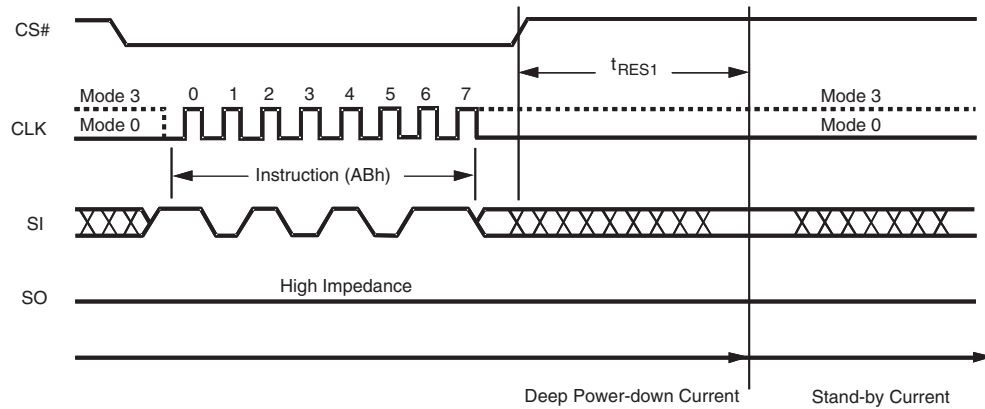 CS#
tRES1
Mode 3 0 1 2 3 4 5 6 7 Mode 3
CLK Mode 0 Mode 0
Instruction (ABh)
SI
High Impedance
SO
Deep Power-down Current Stand-by Current